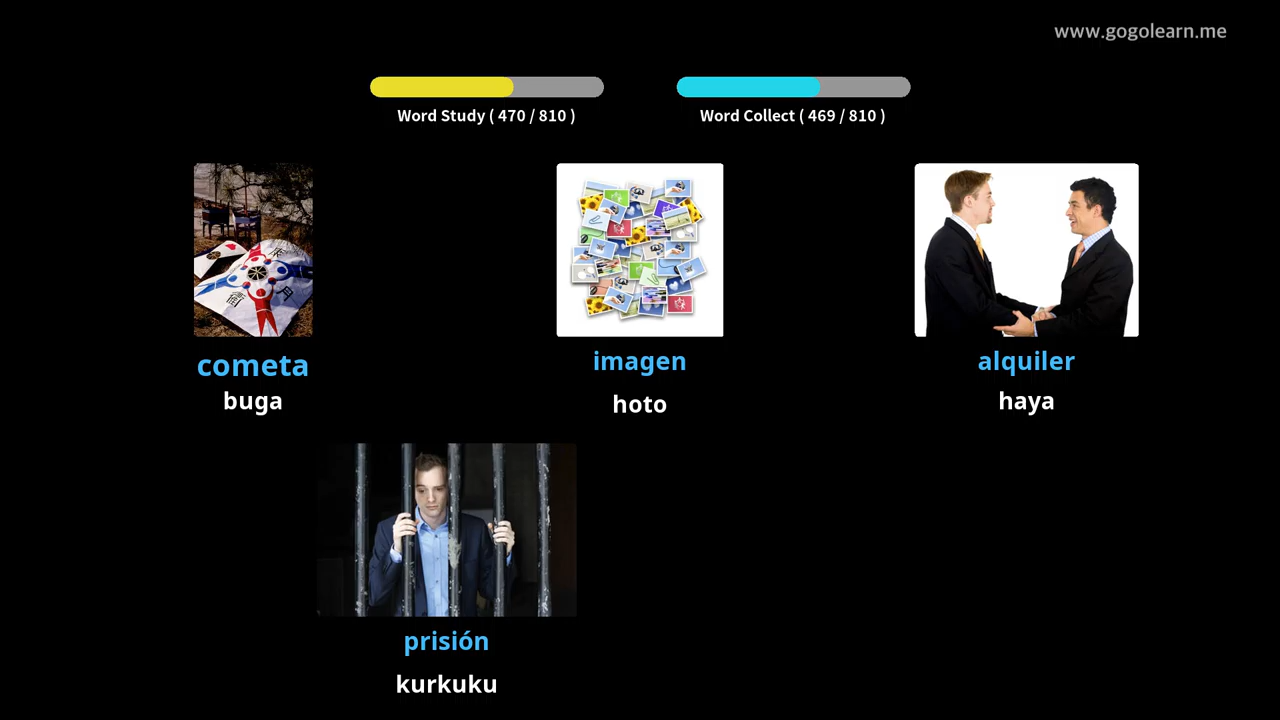 www.gogolearn.me
Word Study ( 470 / 810 )
Word Collect ( 469 / 810 )
cometa
buga
imagen
hoto
alquiler
haya
prisión
kurkuku